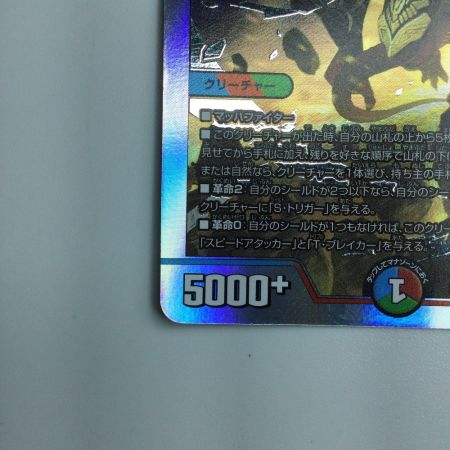 クリーチャー
■マッハファイター
■このクリーチャーが出た時、自分の山札の上から5枚
見せてから手札に加え、残りを好きな順序で山札の下
または自然なら、クリーチャーを1体選び、持ち主の手札
■革命2:自分のシールドが2つ以下なら、自分のシー
クリーチャーに「S・トリガー」を与える。
■革命0:自分のシールドが1つもなければ、このクリー
「スピードアタッカー」と「T・ブレイカー」を与える。
5000+
タップしてマナゾーンにおく
1